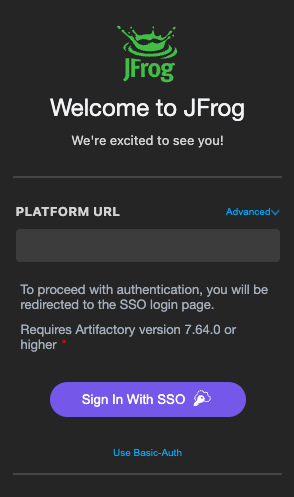 JFrog
Welcome to JFrog
We're excited to see you!
PLATFORM URL
Advanced
To proceed with authentication, you will be
redirected to the SSO login page.
Requires Artifactory version 7.64.0 or
higher *
Sign In With SSO
Use Basic-Auth